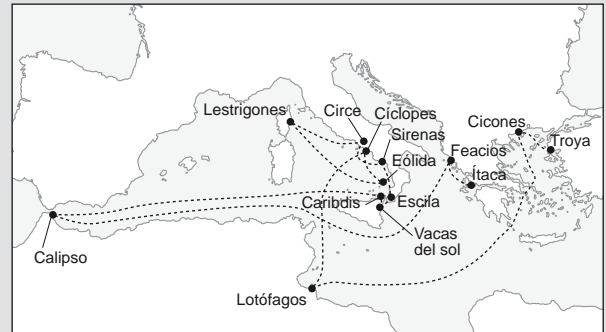 Lestrigones
Circe
Cíclopes
Sirenas
Cicones
Troya
Eólida
Feacios
Ítaca
Caribdis
Escila
Calipso
Vacas
del sol
Lotófagos